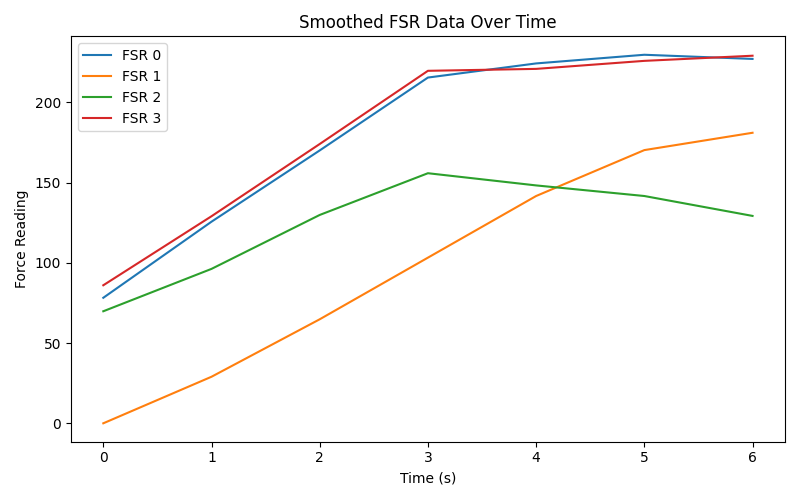 Smoothed FSR Data Over Time
FSR 0
FSR 1
FSR 2
FSR 3
Force Reading
200
150
100
50
0
0 1 2 3 4 5 6
Time (s)